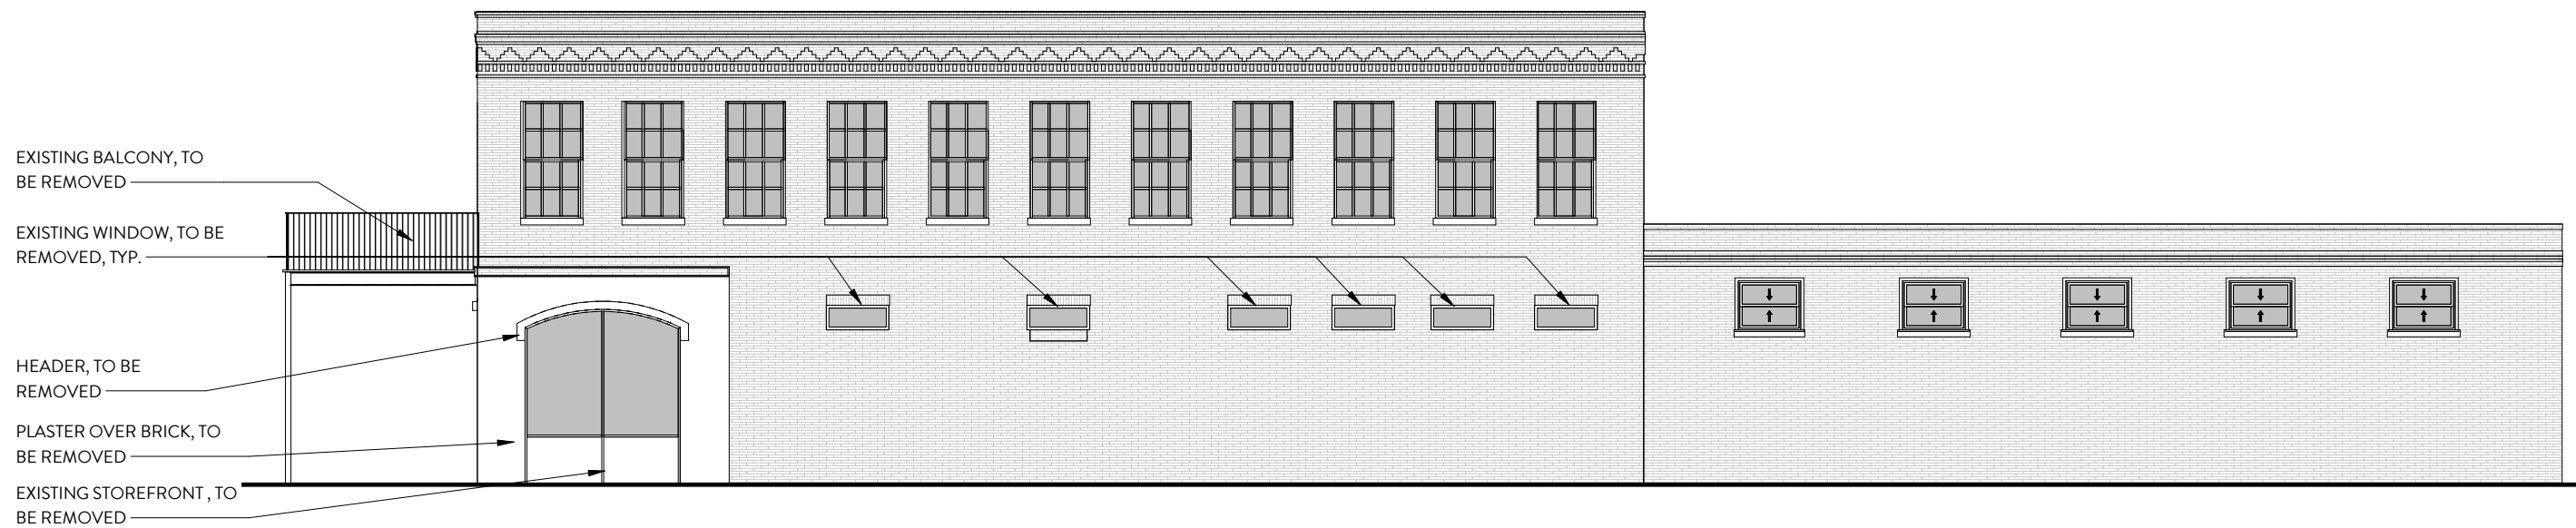 EXISTING BALCONY, TO
BE REMOVED
EXISTING WINDOW, TO BE
REMOVED, TYP.
HEADER, TO BE
REMOVED
PLASTER OVER BRICK, TO
BE REMOVED
EXISTING STOREFRONT , TO
BE REMOVED